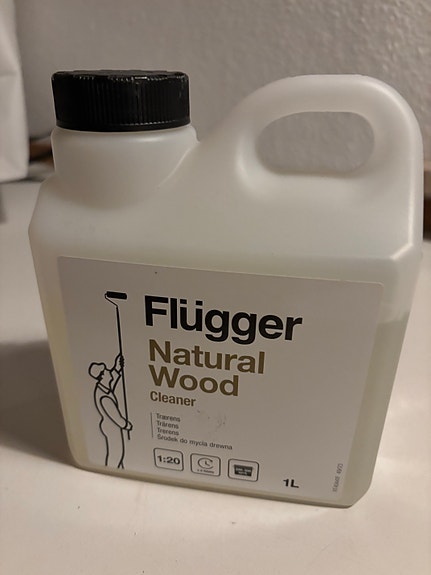 Flügger
Natural
Wood
Cleaner
Trærens
Trärens
Trerens
Środek do mycia drewna
1:20
1L